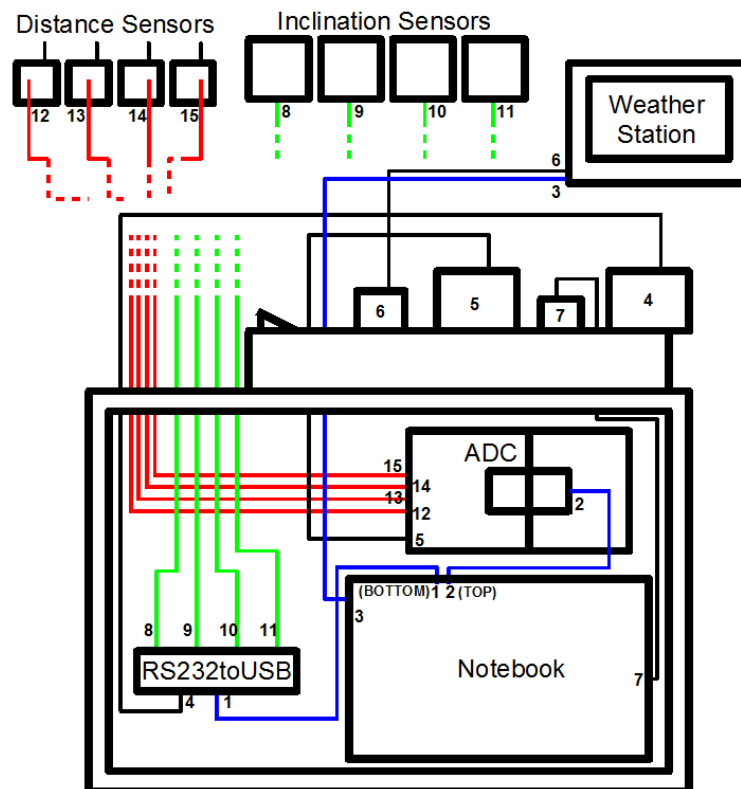 Distance Sensors
Inclination Sensors
12 13 14 15
8 9 10 11
Weather
Station
6
3
6 5 7 4
ADC
15
14
13
12
5
2
(BOTTOM) 1 2 (TOP)
3
8 9 10 11
RS232toUSB
Notebook
7
4 1